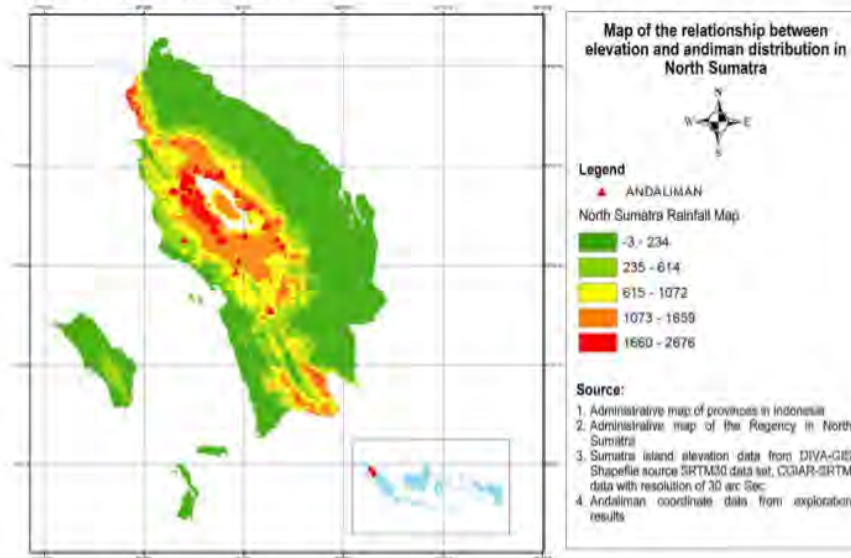 Map of the relationship between
elevation and andiman distribution in
North Sumatra
N
W E
S
Legend
ANDALIMAN
North Sumatra Rainfall Map
-3 - 234
235 - 614
615 - 1072
1073 - 1659
1660 - 2676
Source:
1. Administrative map of provinces in Indonesia
2. Administrative map of the Regency in North
Sumatra
3. Sumatra island elevation data from DIVA-GIS
Shapefile source SRTM30 data set, CGIAR-SRTM
data with resolution of 30 arc Sec
4. Andaliman coordinate data from exploration
results